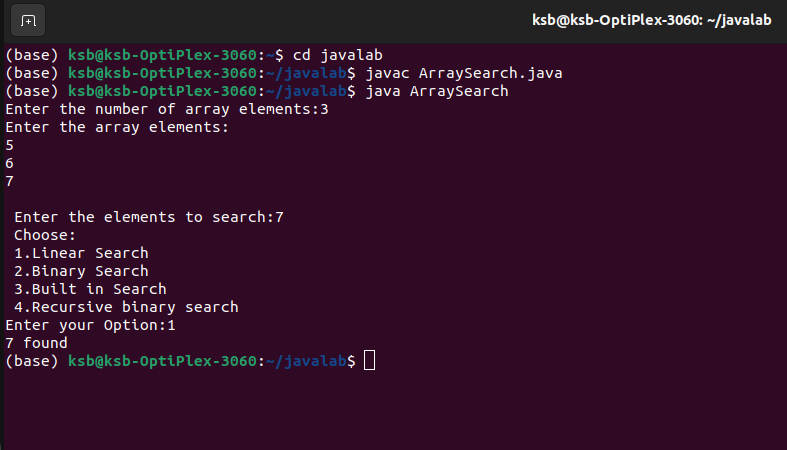 ksb@ksb-OptiPlex-3060: ~/javalab
(base) ksb@ksb-OptiPlex-3060:~$ cd javalab
(base) ksb@ksb-OptiPlex-3060:~/javalab$ javac ArraySearch.java
(base) ksb@ksb-OptiPlex-3060:~/javalab$ java ArraySearch
Enter the number of array elements:3
Enter the array elements:
5
6
7
Enter the elements to search:7
Choose:
1.Linear Search
2.Binary Search
3.Built in Search
4.Recursive binary search
Enter your Option:1
7 found
(base) ksb@ksb-OptiPlex-3060:~/javalab$